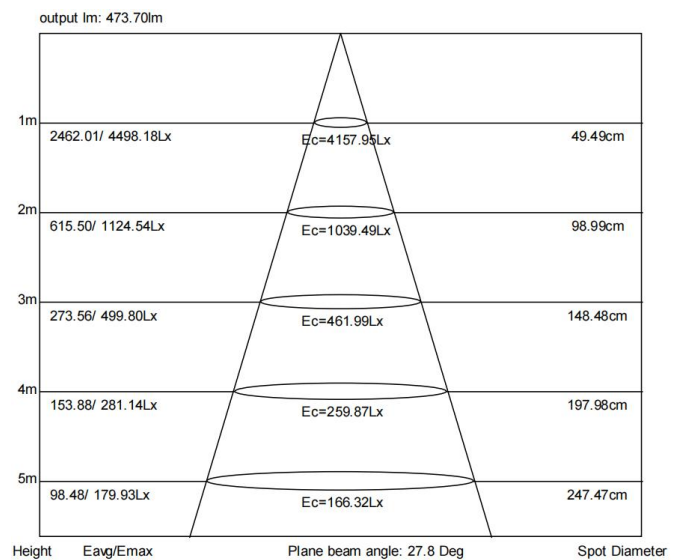 output lm: 473.70lm
1m
2462.01/ 4498.18Lx
Ec=4157.95Lx
49.49cm
2m
615.50/ 1124.54Lx
Ec=1039.49Lx
98.99cm
3m
273.56/ 499.80Lx
Ec=461.99Lx
148.48cm
4m
153.88/ 281.14Lx
Ec=259.87Lx
197.98cm
5m
98.48/ 179.93Lx
Ec=166.32Lx
247.47cm
Height Eavg/Emax Plane beam angle: 27.8 Deg Spot Diameter